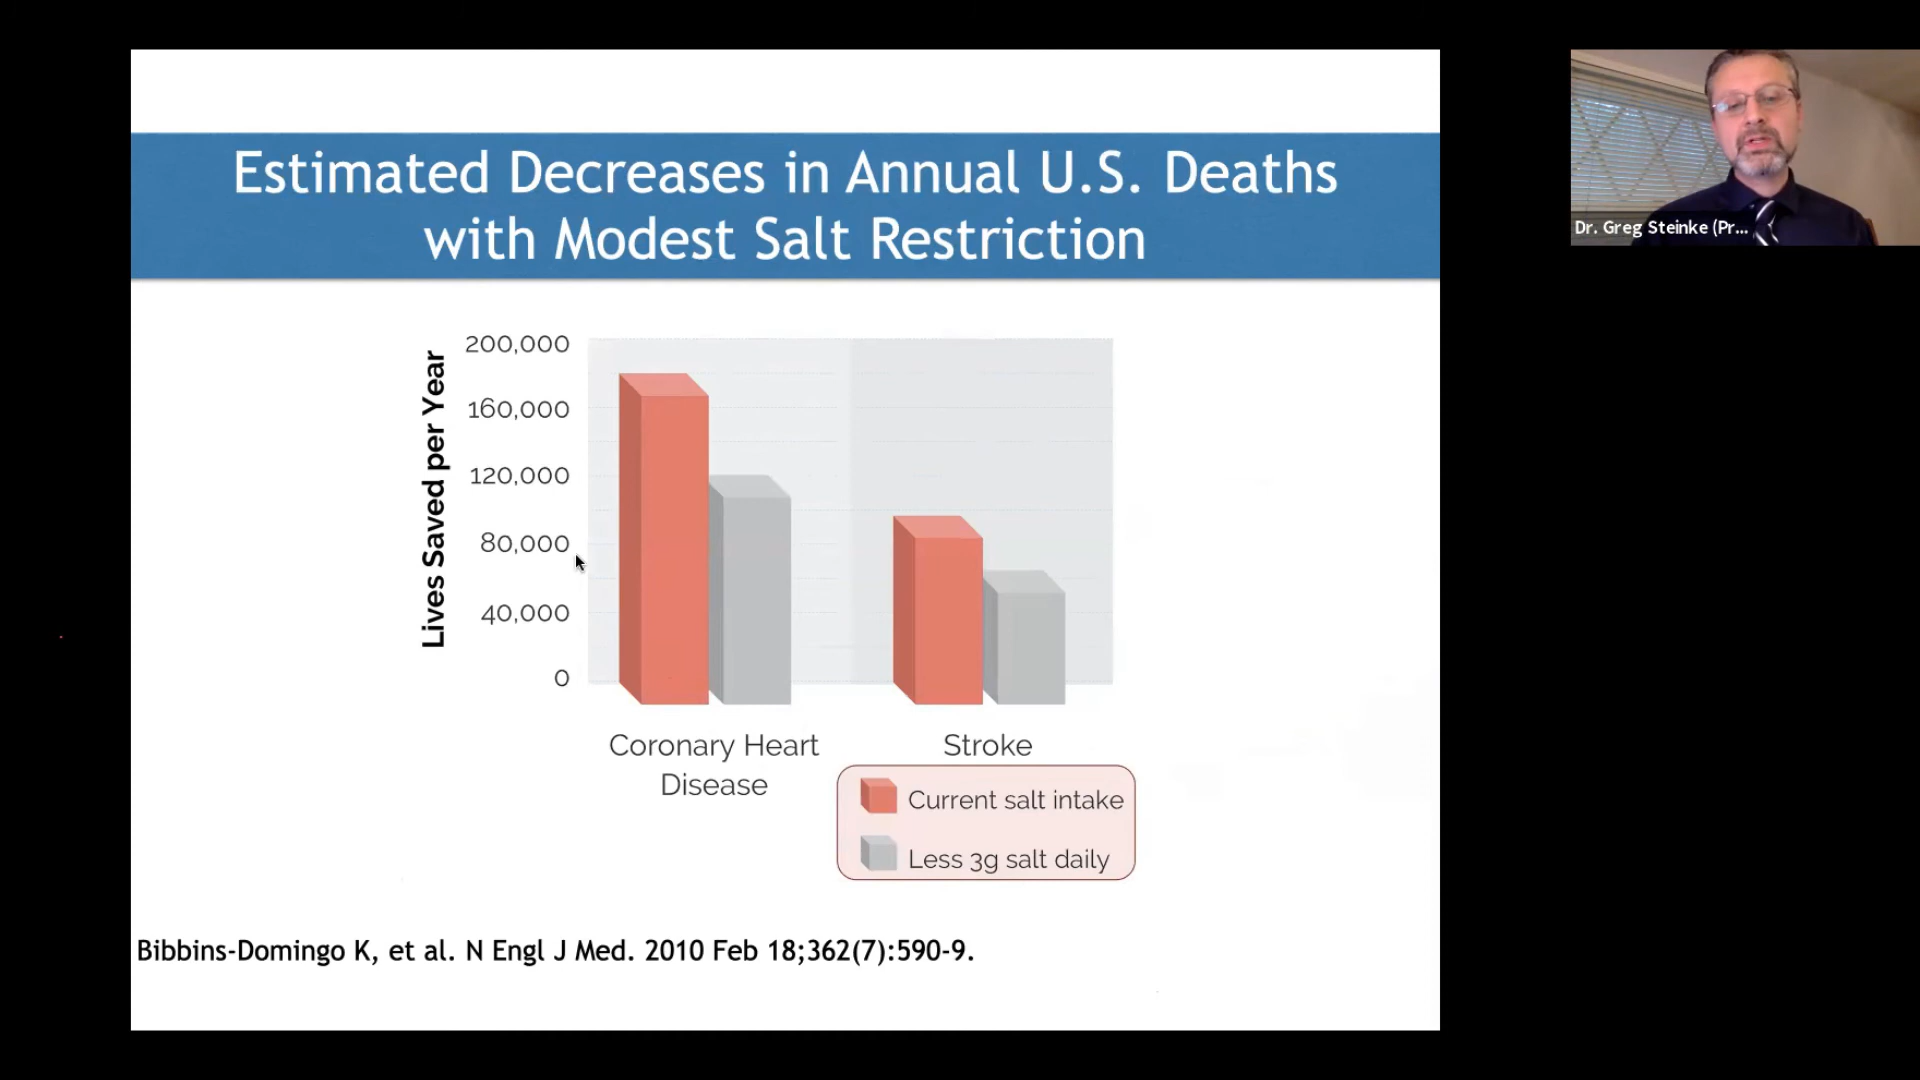 Estimated Decreases in Annual U.S. Deaths
with Modest Salt Restriction
Dr. Greg Steinke (Pr...
Lives Saved per Year
200,000
160,000
120,000
80,000
40,000
0
Coronary Heart
Disease
Stroke
Current salt intake
Less 3g salt daily
Bibbins-Domingo K, et al. N Engl J Med. 2010 Feb 18;362(7):590-9.